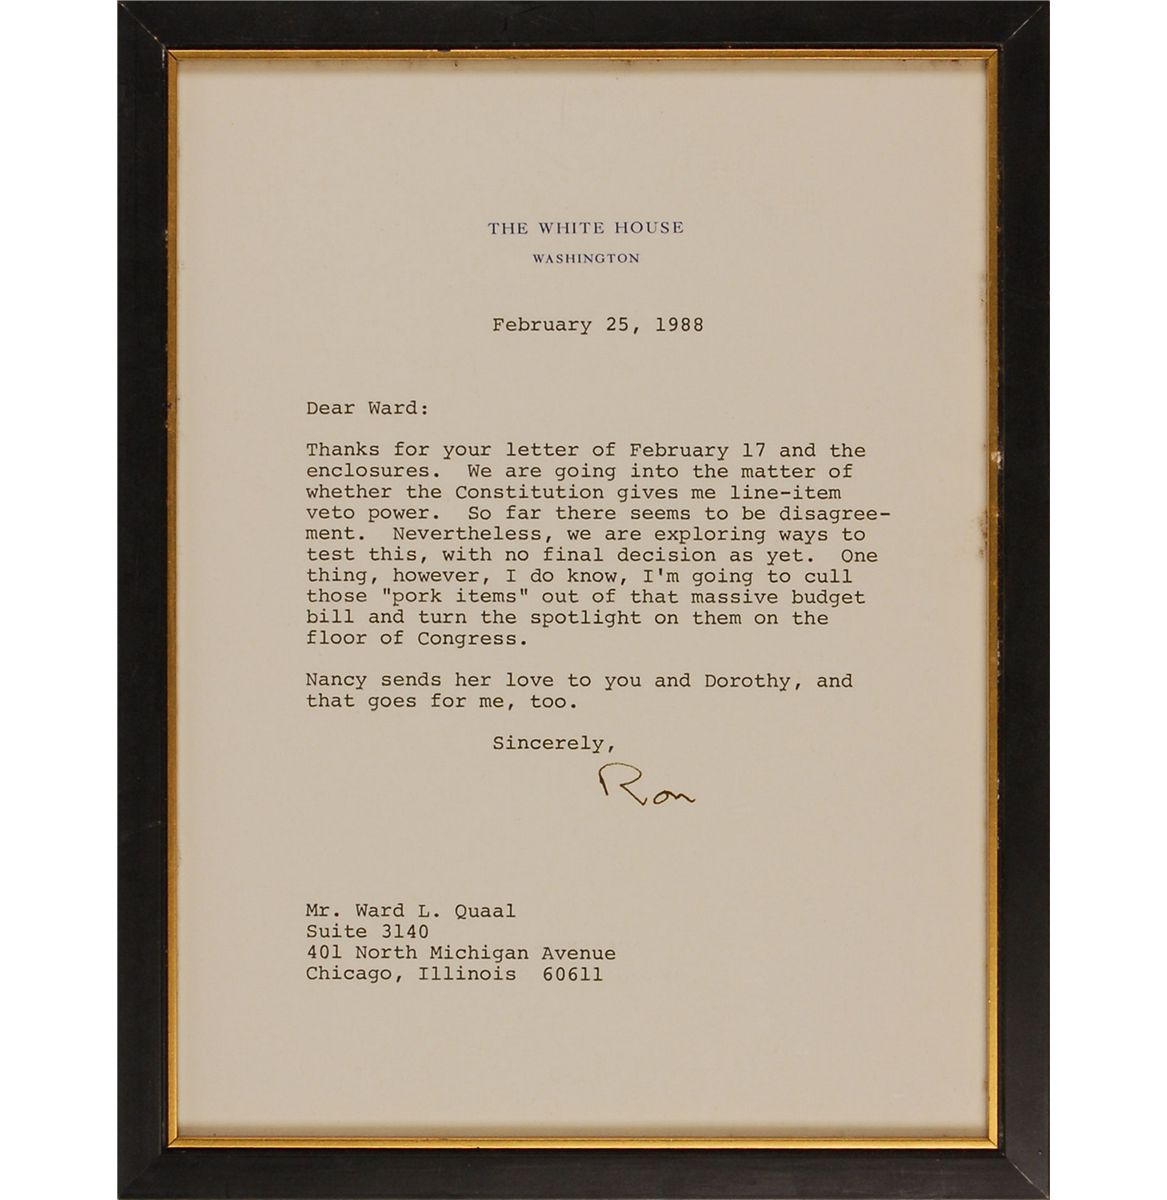 THE WHITE HOUSE
WASHINGTON
February 25, 1988
Dear Ward:
Thanks for your letter of February 17 and the
enclosures.  We are going into the matter of
whether the Constitution gives me line-item
veto power.  So far there seems to be disagree-
ment.  Nevertheless, we are exploring ways to
test this, with no final decision as yet.  One
thing, however, I do know, I'm going to cull
those "pork items" out of that massive budget
bill and turn the spotlight on them on the
floor of Congress.
Nancy sends her love to you and Dorothy, and
that goes for me, too.
Sincerely,
Ron
Mr. Ward L. Quaal
Suite 3140
401 North Michigan Avenue
Chicago, Illinois  60611